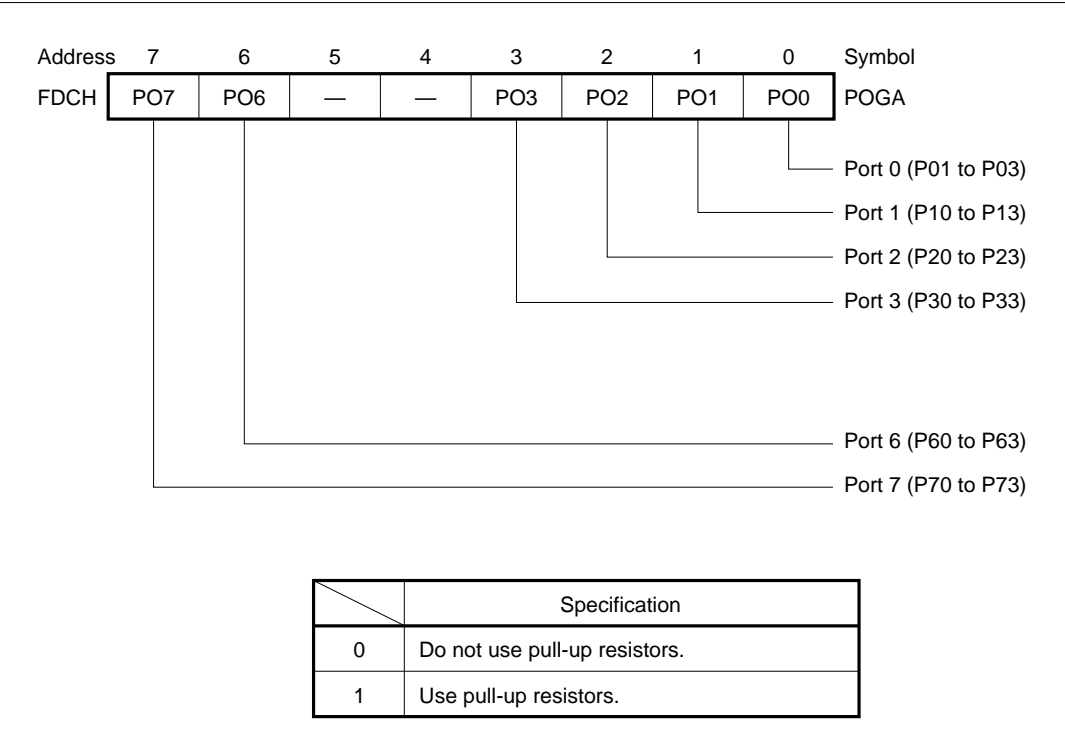 Address 7 6 5 4 3 2 1 0 Symbol
FDCH PO7 PO6 — — PO3 PO2 PO1 PO0 POGA
Port 0 (P01 to P03)
Port 1 (P10 to P13)
Port 2 (P20 to P23)
Port 3 (P30 to P33)
Port 6 (P60 to P63)
Port 7 (P70 to P73)
Specification
0 Do not use pull-up resistors.
1 Use pull-up resistors.